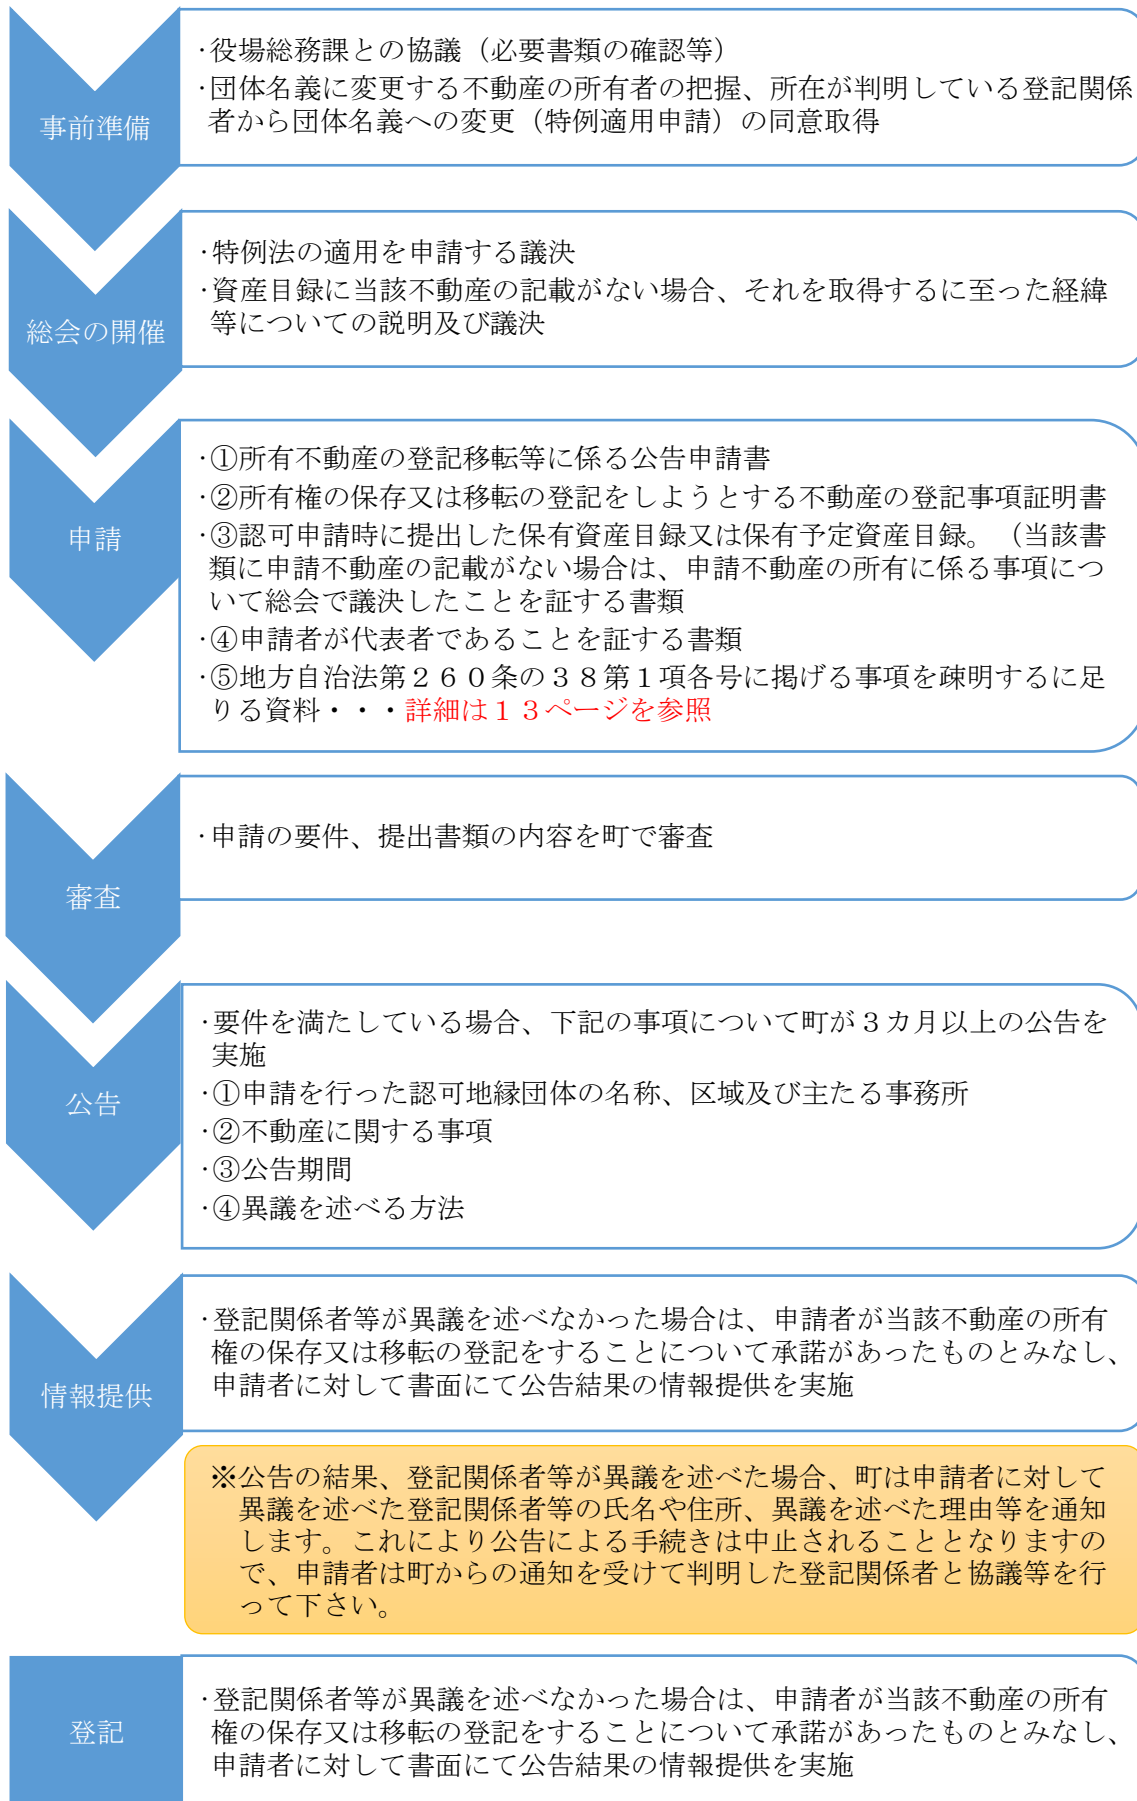 事前準備
・役場総務課との協議（必要書類の確認等）
・団体名義に変更する不動産の所有者の把握、所在が判明している登記関係
者から団体名義への変更（特例適用申請）の同意取得
総会の開催
・特例法の適用を申請する議決
・資産目録に当該不動産の記載がない場合、それを取得するに至った経緯
等についての説明及び議決
申請
・①所有不動産の登記移転等に係る公告申請書
・②所有権の保存又は移転の登記をしようとする不動産の登記事項証明書
・③認可申請時に提出した保有資産目録又は保有予定資産目録。（当該書
類に申請不動産の記載がない場合は、申請不動産の所有に係る事項につ
いて総会で議決したことを証する書類
・④申請者が代表者であることを証する書類
・⑤地方自治法第２６０条の３８第１項各号に掲げる事項を疎明するに足
りる資料・・・詳細は１３ページを参照
審査
・申請の要件、提出書類の内容を町で審査
公告
・要件を満たしている場合、下記の事項について町が３カ月以上の公告を
実施
・①申請を行った認可地縁団体の名称、区域及び主たる事務所
・②不動産に関する事項
・③公告期間
・④異議を述べる方法
情報提供
・登記関係者等が異議を述べなかった場合は、申請者が当該不動産の所有
権の保存又は移転の登記をすることについて承諾があったものとみなし、
申請者に対して書面にて公告結果の情報提供を実施
※公告の結果、登記関係者等が異議を述べた場合、町は申請者に対して
異議を述べた登記関係者等の氏名や住所、異議を述べた理由等を通知
します。これにより公告による手続きは中止されることとなりますの
で、申請者は町からの通知を受けて判明した登記関係者と協議等を行
って下さい。
登記
・登記関係者等が異議を述べなかった場合は、申請者が当該不動産の所有
権の保存又は移転の登記をすることについて承諾があったものとみなし、
申請者に対して書面にて公告結果の情報提供を実施